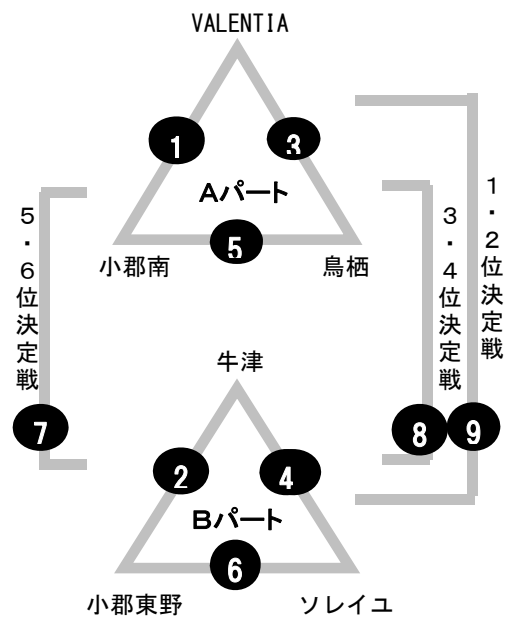 VALENTIA
1
3
Aパート
5
小郡南
鳥栖
5・6位決定戦
3・4位決定戦
1・2位決定戦
牛津
7
8
9
2
4
Bパート
6
小郡東野
ソレイユ